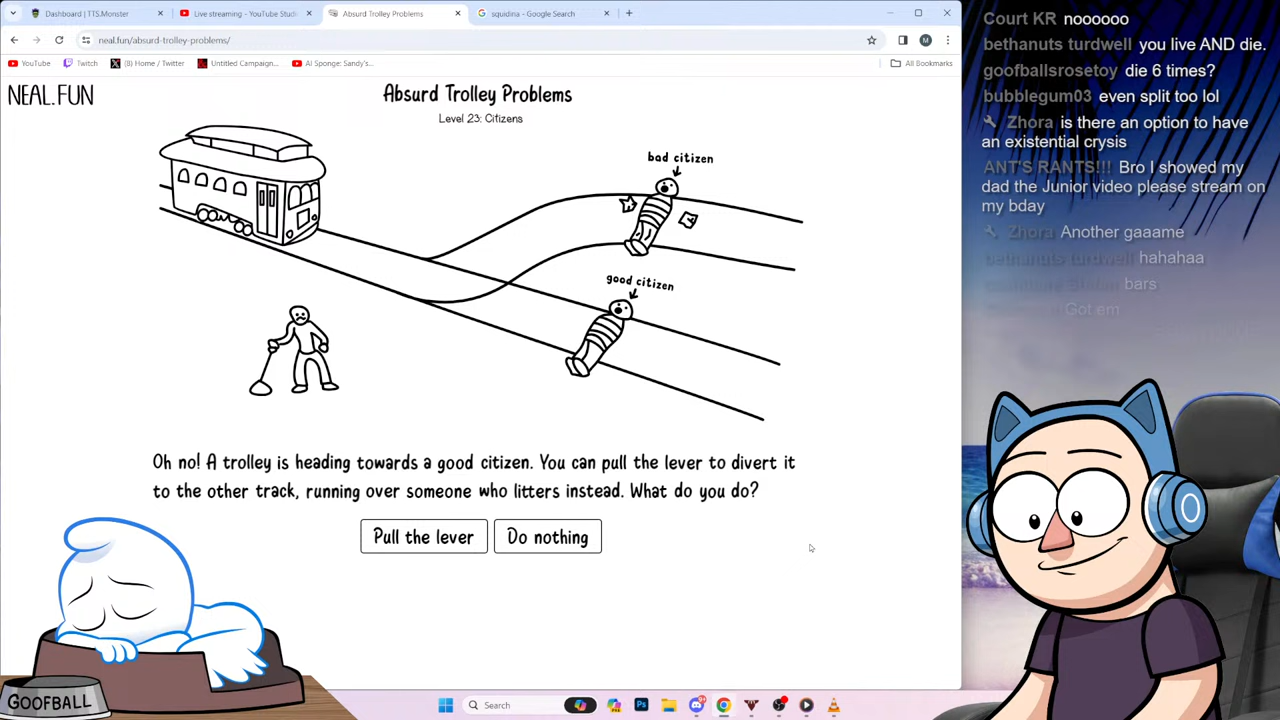 Dashboard | TTS.Monster
Live streaming - YouTube Studi
Absurd Trolley Problems
squidina - Google Search
neal.fun/absurd-trolley-problems/
YouTube
Twitch
(8) Home / Twitter
Untitled Campaign...
AI Sponge: Sandy's...
All Bookmarks
NEAL.FUN
Absurd Trolley Problems
Level 23: Citizens
bad citizen
good citizen
Oh no! A trolley is heading towards a good citizen. You can pull the lever to divert it
to the other track, running over someone who litters instead. What do you do?
Pull the lever
Do nothing
GOOFBALL
Search
Court KR noooooo
bethanuts turdwell you live AND die.
goofballsrosetoy die 6 times?
bubblegum03 even split too lol
Zhora is there an option to have
an existential crysis
ANT'S RANTS!!! Bro I showed my
dad the Junior video please stream on
my bday
Zhora Another gaaame
bethanuts turdwell hahahaa
bars
Got em